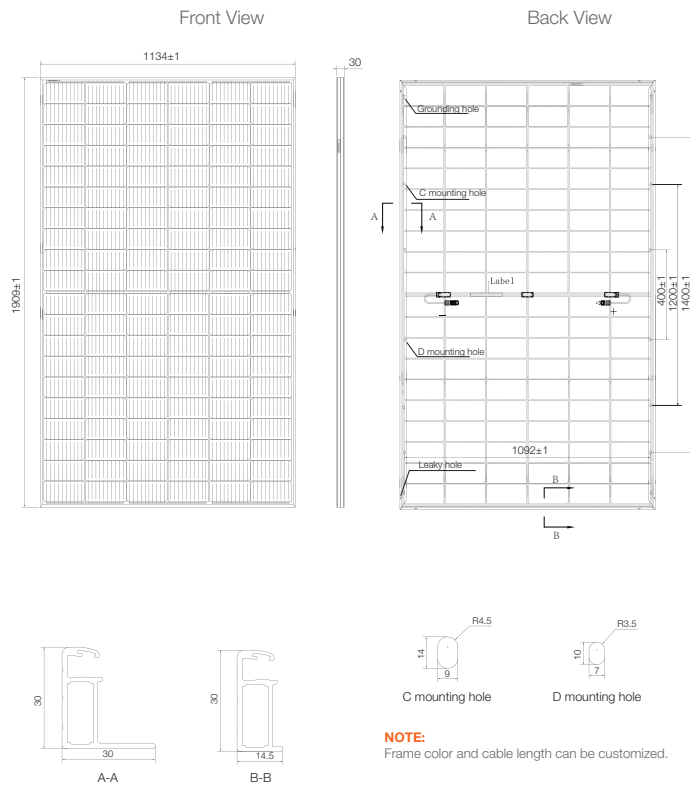 Front View
Back View
1134±1
30
1909±1
Grounding hole
C mounting hole
A
A
Label
−
+
D mounting hole
400±1
1200±1
1400±1
1092±1
Leaky hole
B
B
30
30
A-A
30
14.5
B-B
R4.5
14
9
C mounting hole
R3.5
10
7
D mounting hole
NOTE:
Frame color and cable length can be customized.